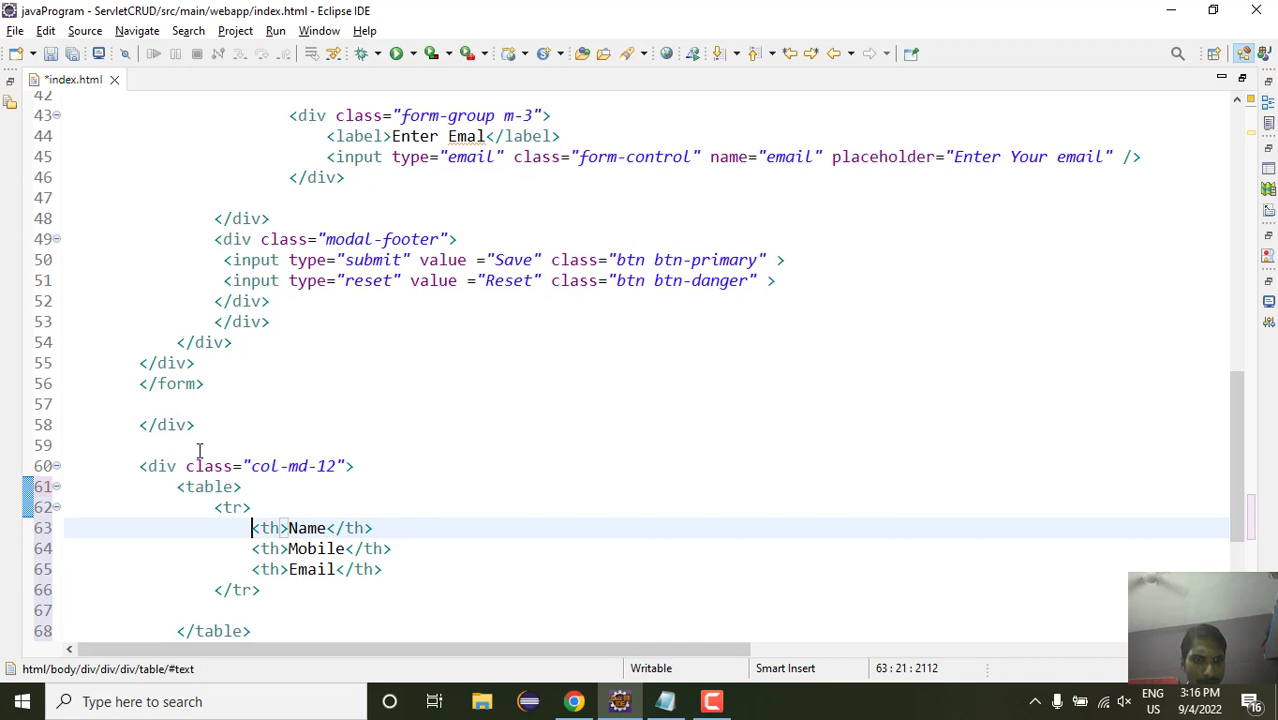 javaProgram - ServletCRUD/src/main/webapp/index.html - Eclipse IDE
File Edit Source Navigate Search Project Run Window Help
*index.html
42
43 <div class="form-group m-3">
44 <label>Enter Emal</label>
45 <input type="email" class="form-control" name="email" placeholder="Enter Your email" />
46 </div>
47
48 </div>
49 <div class="modal-footer">
50 <input type="submit" value ="Save" class="btn btn-primary" >
51 <input type="reset" value ="Reset" class="btn btn-danger" >
52 </div>
53 </div>
54 </div>
55 </div>
56 </form>
57
58 </div>
59
60 <div class="col-md-12">
61 <table>
62 <tr>
63 <th>Name</th>
64 <th>Mobile</th>
65 <th>Email</th>
66 </tr>
67
68 </table>
html/body/div/div/div/table/#text Writable Smart Insert 63 : 21 : 2112
Type here to search
ENG
US
3:16 PM
9/4/2022
16